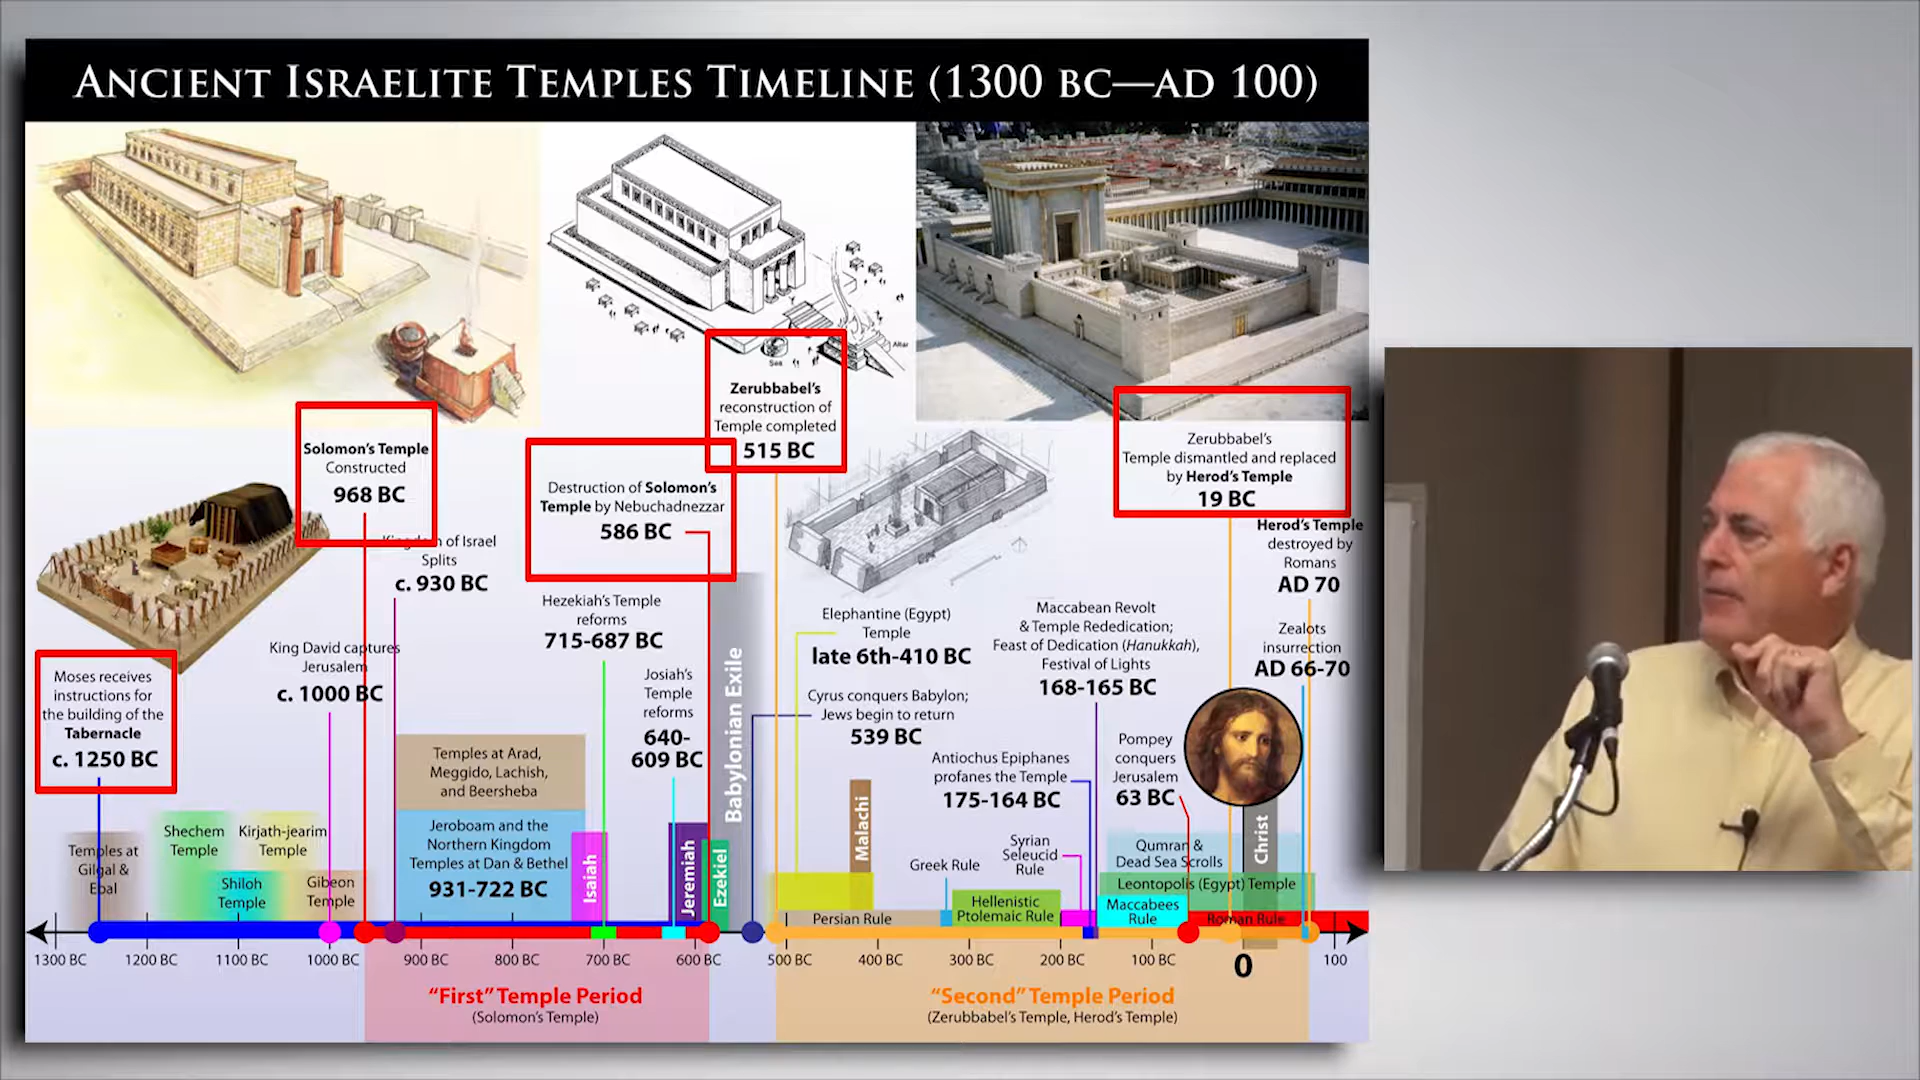 ANCIENT ISRAELITE TEMPLES TIMELINE (1300 BC—AD 100)
Sea
Altar
Solomon's Temple
Constructed
968 BC
Zerubbabel's
reconstruction of
Temple completed
515 BC
Destruction of Solomon's
Temple by Nebuchadnezzar
586 BC
Zerubbabel's
Temple dismantled and replaced
by Herod's Temple
19 BC
Herod's Temple
destroyed by
Romans
AD 70
Kingdom of Israel
Splits
c. 930 BC
Hezekiah's Temple
reforms
715-687 BC
Elephantine (Egypt)
Temple
late 6th-410 BC
Maccabean Revolt
& Temple Rededication;
Feast of Dedication (Hanukkah),
Festival of Lights
168-165 BC
Zealots
insurrection
AD 66-70
Moses receives
instructions for
the building of the
Tabernacle
c. 1250 BC
King David captures
Jerusalem
c. 1000 BC
Josiah's
Temple
reforms
640-
609 BC
Babylonian Exile
Cyrus conquers Babylon;
Jews begin to return
539 BC
Antiochus Epiphanes
profanes the Temple
175-164 BC
Pompey
conquers
Jerusalem
63 BC
Temples at Arad,
Meggido, Lachish,
and Beersheba
Jeroboam and the
Northern Kingdom
Temples at Dan & Bethel
931-722 BC
Temples at
Gilgal &
Ebal
Shechem
Temple
Kirjath-jearim
Temple
Shiloh
Temple
Gibeon
Temple
Isaiah
Jeremiah
Ezekiel
Malachi
Christ
Greek Rule
Syrian
Seleucid
Rule
Qumran &
Dead Sea Scrolls
Leontopolis (Egypt) Temple
Persian Rule
Hellenistic
Ptolemaic Rule
Maccabees
Rule
Roman Rule
1300 BC
1200 BC
1100 BC
1000 BC
900 BC
800 BC
700 BC
600 BC
500 BC
400 BC
300 BC
200 BC
100 BC
0
100
"First" Temple Period
(Solomon's Temple)
"Second" Temple Period
(Zerubbabel's Temple, Herod's Temple)